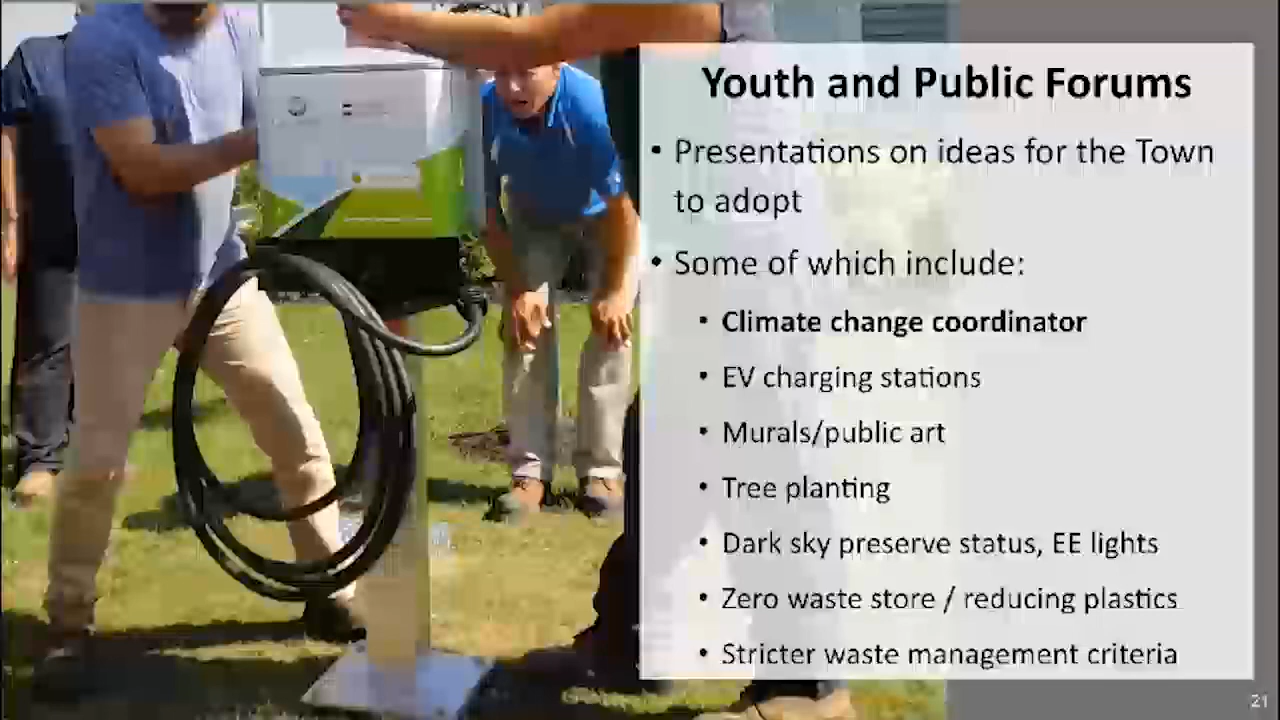 Youth and Public Forums
• Presentations on ideas for the Town
to adopt
• Some of which include:
• Climate change coordinator
• EV charging stations
• Murals/public art
• Tree planting
• Dark sky preserve status, EE lights
• Zero waste store / reducing plastics
• Stricter waste management criteria
21